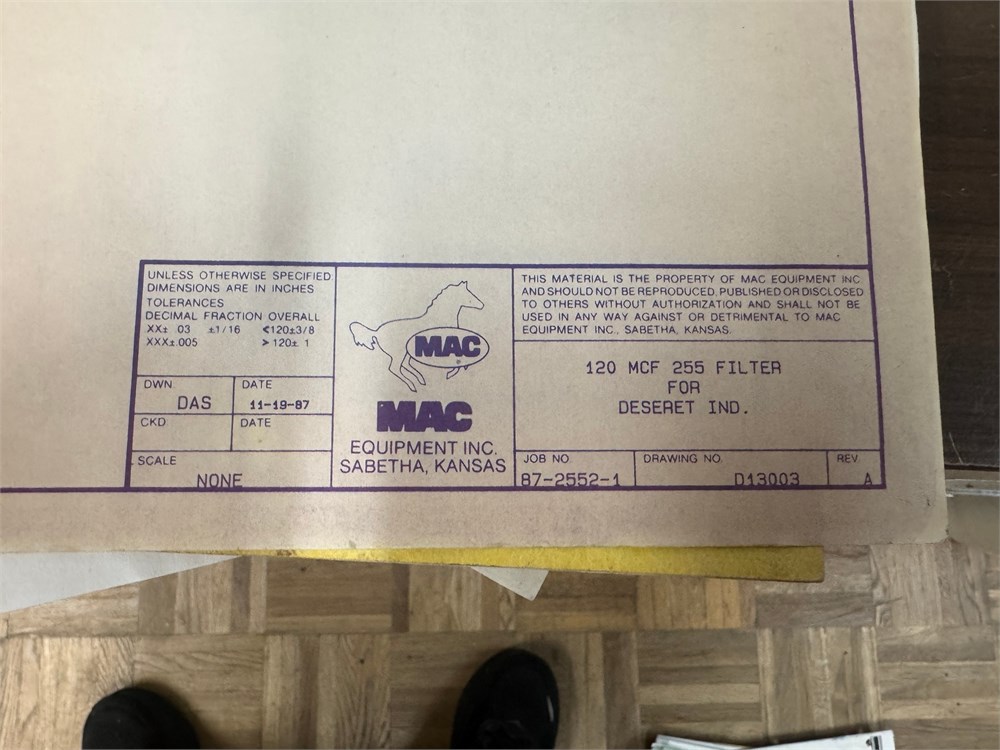 UNLESS OTHERWISE SPECIFIED
DIMENSIONS ARE IN INCHES
TOLERANCES
DECIMAL FRACTION OVERALL
XX± 03 ±1/16 <120±3/8
XXX±.005 >120± 1
DWN
DAS
DATE
11-19-87
CKD
DATE
SCALE
NONE
MAC
MAC
EQUIPMENT INC.
SABETHA, KANSAS
THIS MATERIAL IS THE PROPERTY OF MAC EQUIPMENT INC
AND SHOULD NOT BE REPRODUCED, PUBLISHED OR DISCLOSED
TO OTHERS WITHOUT AUTHORIZATION AND SHALL NOT BE
USED IN ANY WAY AGAINST OR DETRIMENTAL TO MAC
EQUIPMENT INC., SABETHA, KANSAS.
120 MCF 255 FILTER
FOR
DESERET IND.
JOB NO.
87-2552-1
DRAWING NO.
D13003
REV.
A